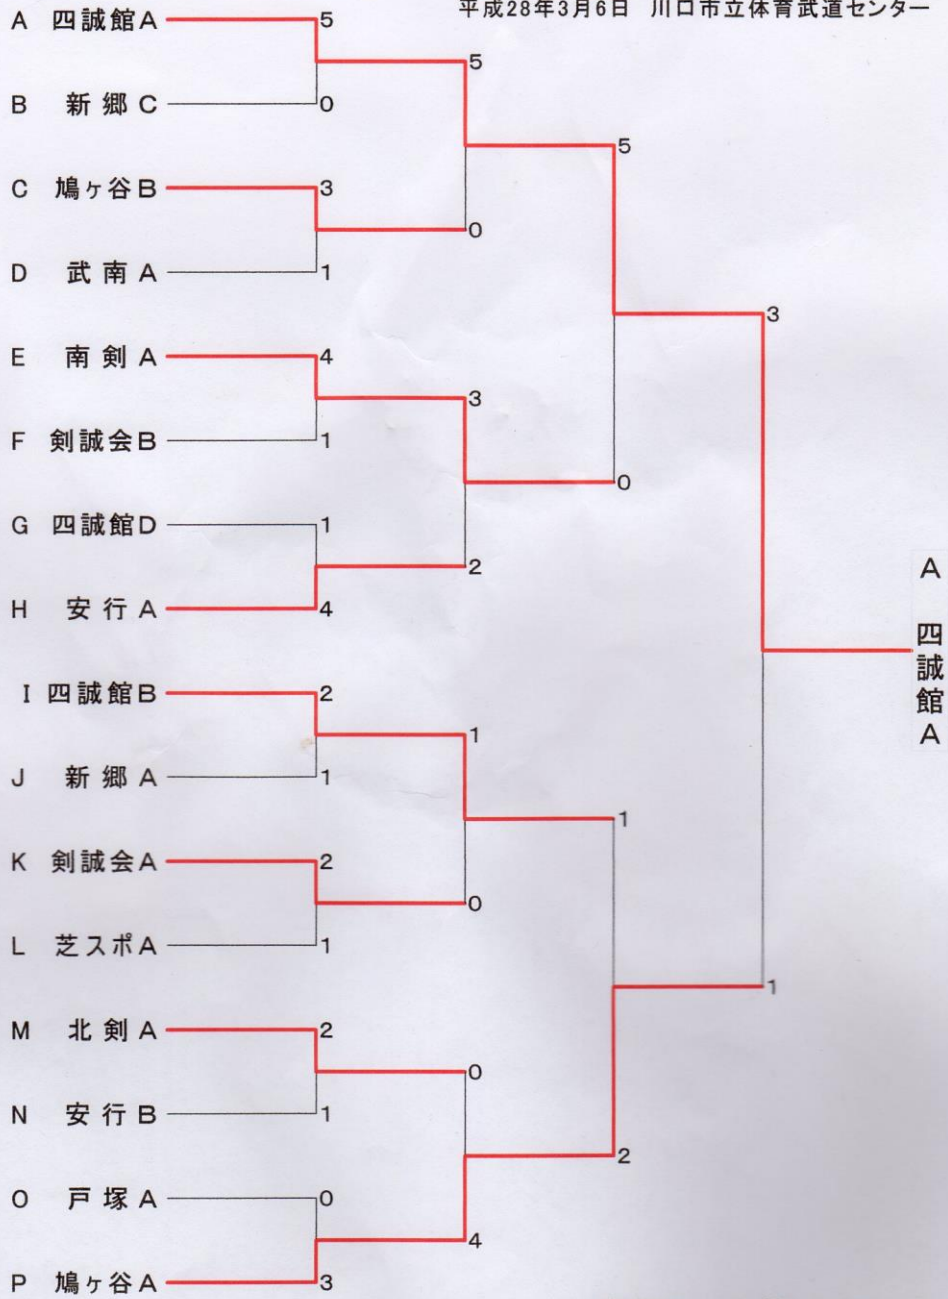 平成28年3月6日 川口市立体育武道センター
A 四誠館A 5
5
B 新郷C 0
5
C 鳩ヶ谷B 3
0
D 武南A 1
3
E 南剣A 4
3
F 剣誠会B 1
0
G 四誠館D 1
2
H 安行A 4
A 四誠館A
I 四誠館B 2
1
J 新郷A 1
1
K 剣誠会A 2
0
L 芝スポA 1
1
M 北剣A 2
0
N 安行B 1
2
O 戸塚A 0
4
P 鳩ヶ谷A 3